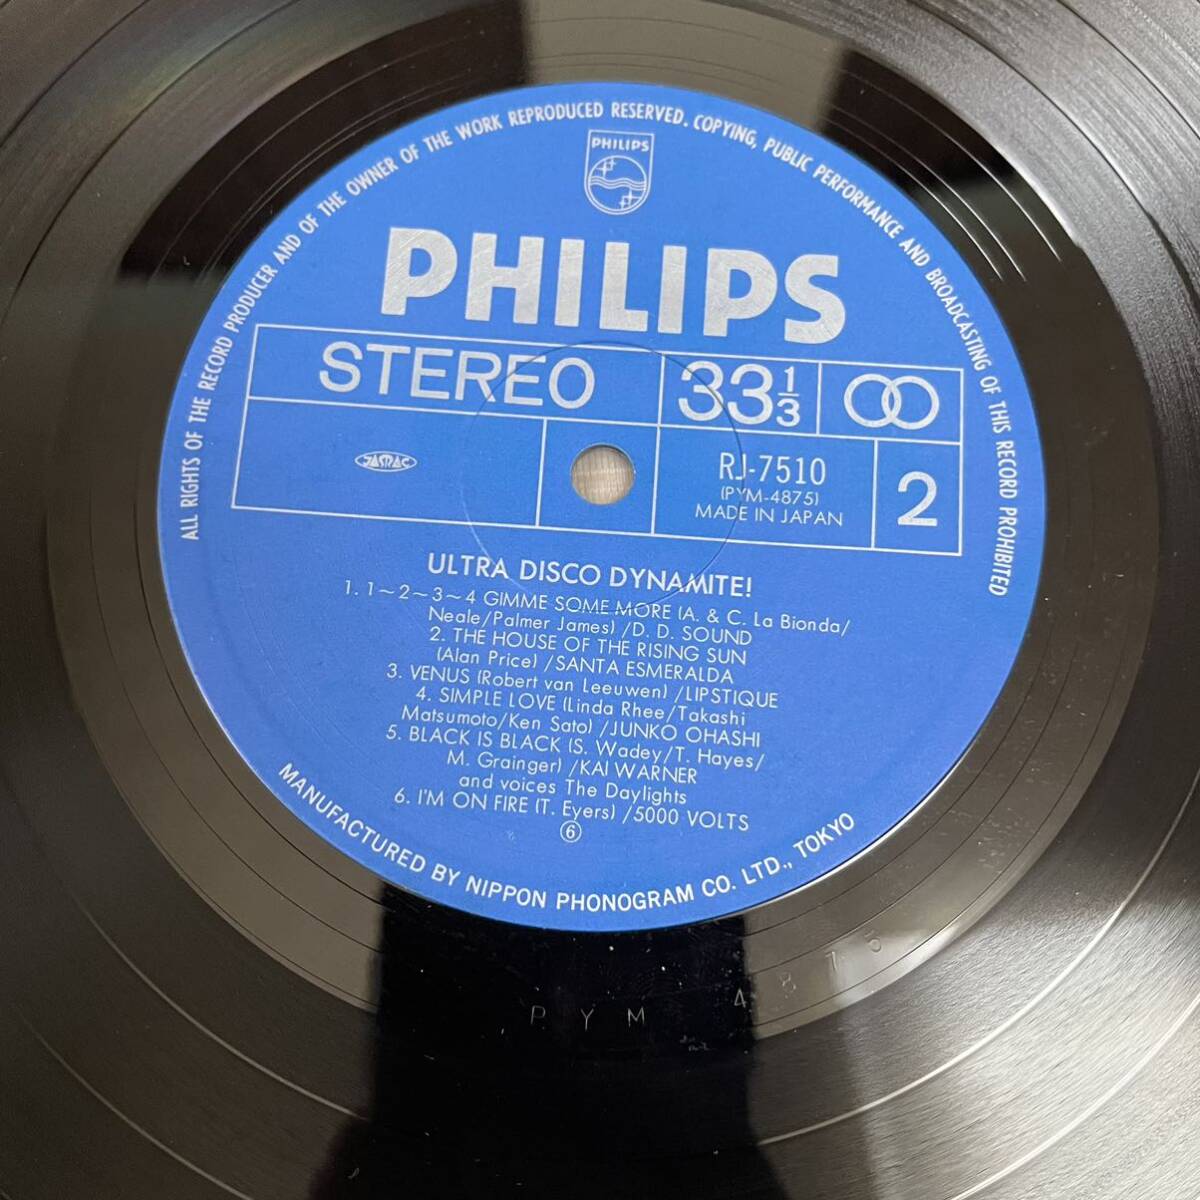 ALL RIGHTS OF THE RECORD PRODUCER AND OF THE OWNER OF THE WORK REPRODUCED RESERVED. COPYING, PUBLIC PERFORMANCE AND BROADCASTING OF THIS RECORD PROHIBITED
PHILIPS
PHILIPS
STEREO
33 1/3
JASRAC
RJ-7510
(PYM-4875)
MADE IN JAPAN
2
ULTRA DISCO DYNAMITE!
1. 1~2~3~4 GIMME SOME MORE (A. & C. La Bionda/
Neale/Palmer James) /D. D. SOUND
2. THE HOUSE OF THE RISING SUN
(Alan Price) /SANTA ESMERALDA
3. VENUS (Robert van Leeuwen) /LIPSTIQUE
4. SIMPLE LOVE (Linda Rhee/Takashi
Matsumoto/Ken Sato) /JUNKO OHASHI
5. BLACK IS BLACK (S. Wadey/T. Hayes/
M. Grainger) /KAI WARNER
and voices The Daylights
6. I'M ON FIRE (T. Eyers) /5000 VOLTS
⑥
MANUFACTURED BY NIPPON PHONOGRAM CO. LTD., TOKYO
PYM 4875